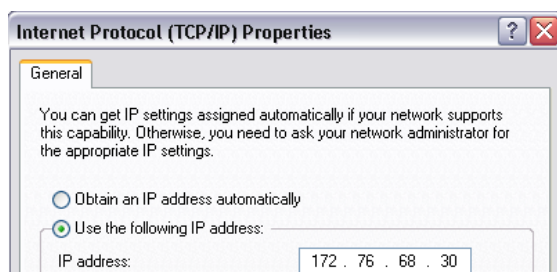 Internet Protocol (TCP/IP) Properties
General
You can get IP settings assigned automatically if your network supports
this capability. Otherwise, you need to ask your network administrator for
the appropriate IP settings.
Obtain an IP address automatically
Use the following IP address:
IP address: 172 . 76 . 68 . 30